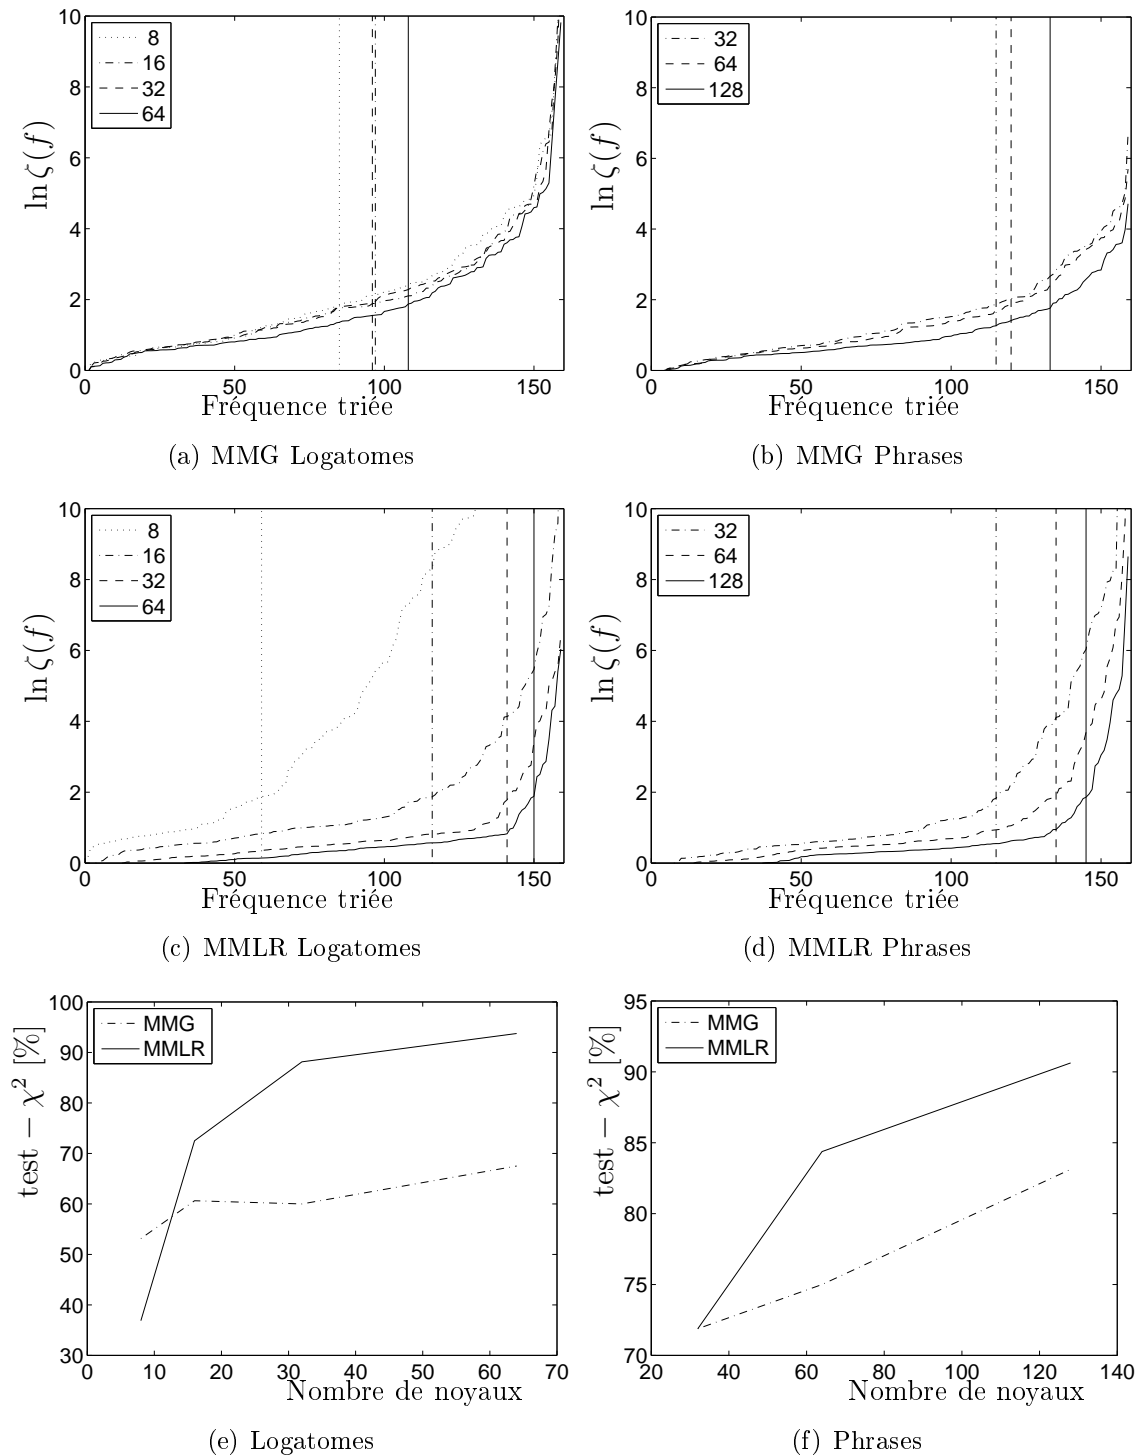 10
8
6
4
2
0
ln ζ(f)
8
16
32
64
0 50 100 150
Fréquence triée
(a) MMG Logatomes
10
8
6
4
2
0
ln ζ(f)
32
64
128
0 50 100 150
Fréquence triée
(b) MMG Phrases
10
8
6
4
2
0
ln ζ(f)
8
16
32
64
0 50 100 150
Fréquence triée
(c) MMLR Logatomes
10
8
6
4
2
0
ln ζ(f)
32
64
128
0 50 100 150
Fréquence triée
(d) MMLR Phrases
100
90
80
70
60
50
40
30
test − χ² [%]
MMG
MMLR
0 10 20 30 40 50 60 70
Nombre de noyaux
(e) Logatomes
95
90
85
80
75
70
test − χ² [%]
MMG
MMLR
20 40 60 80 100 120 140
Nombre de noyaux
(f) Phrases